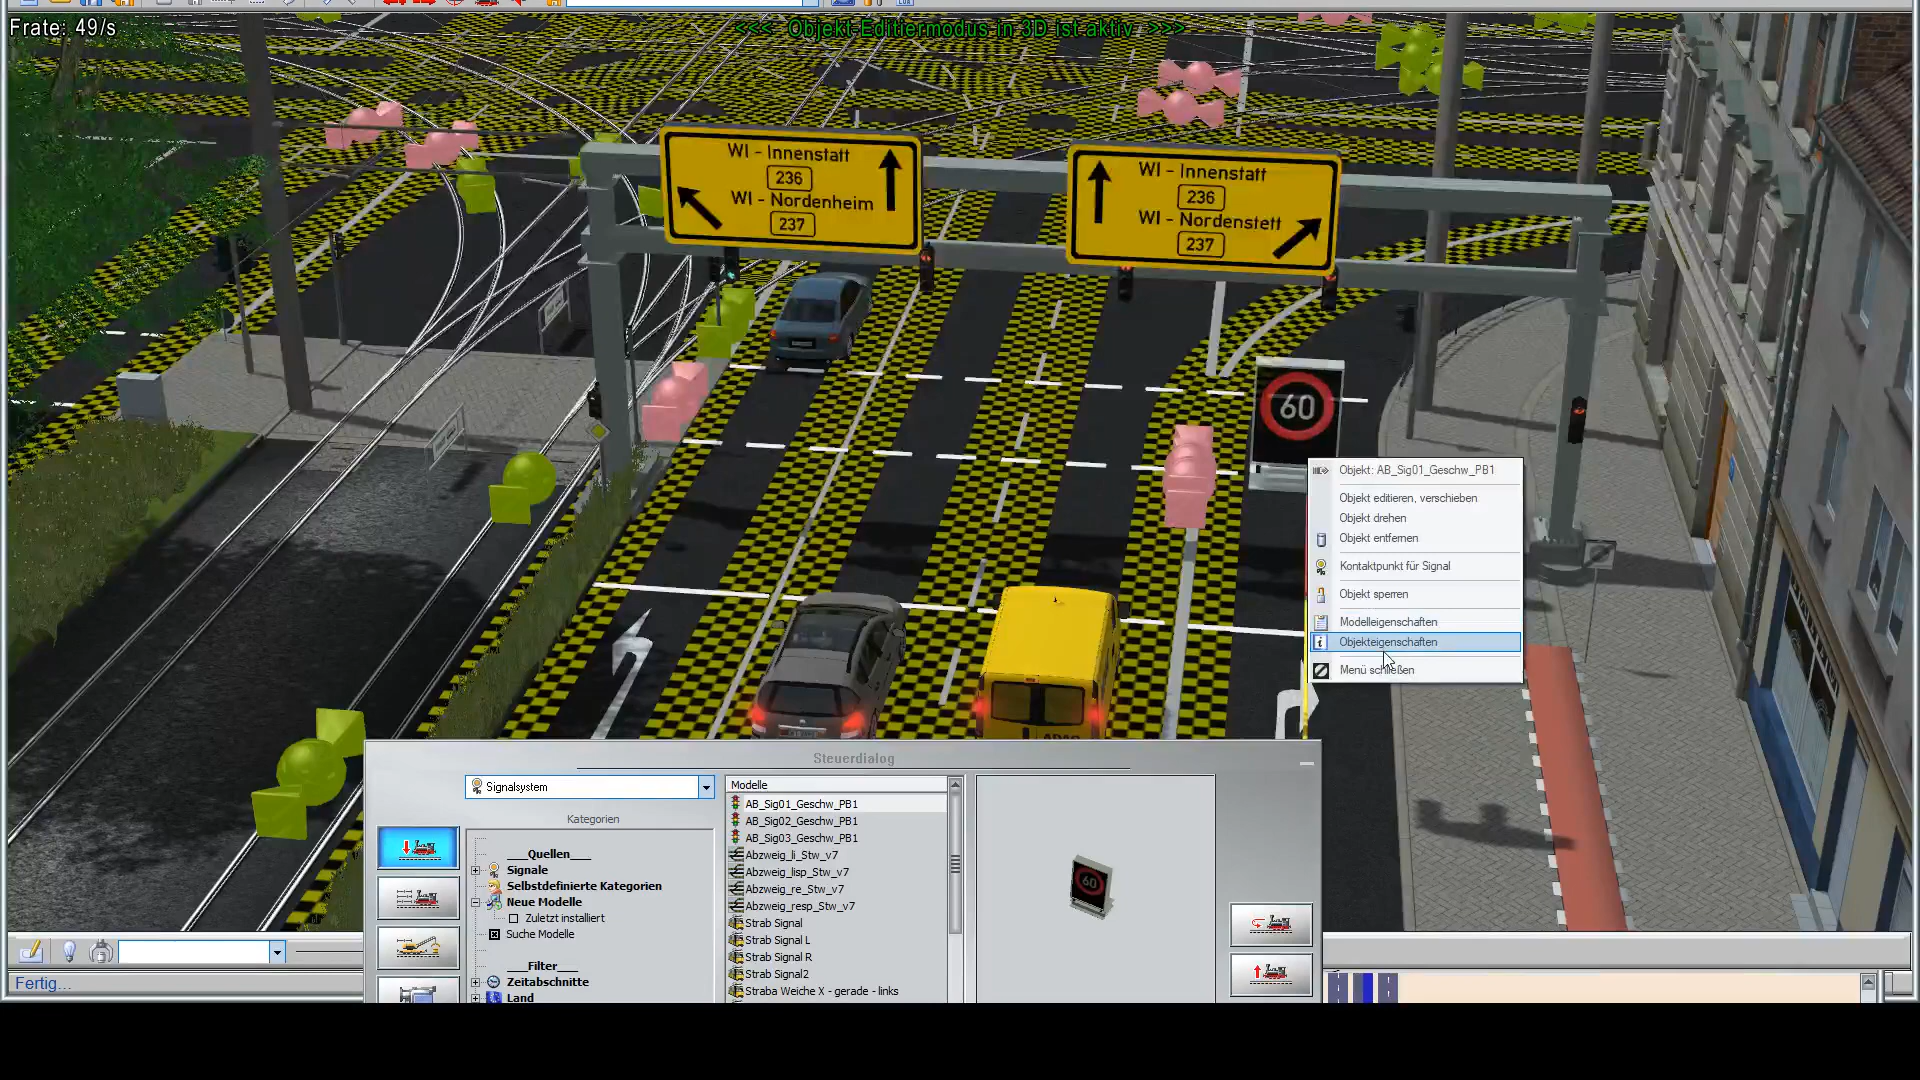 Frate: 49/s
<<< Objekt-Editiermodus in 3D ist aktiv >>>
WI - Innenstatt
236
WI - Nordenheim
237
WI - Innenstatt
236
WI - Nordenstett
237
60
Objekt: AB_Sig01_Geschw_PB1
Objekt editieren, verschieben
Objekt drehen
Objekt entfernen
Kontaktpunkt für Signal
Objekt sperren
Modelleigenschaften
Objekteigenschaften
Menü schließen
ADAC
Steuerdialog
Signalsystem
Kategorien
___Quellen___
Signale
Selbstdefinierte Kategorien
Neue Modelle
Zuletzt installiert
Suche Modelle
___Filter___
Zeitabschnitte
Land
Modelle
AB_Sig01_Geschw_PB1
AB_Sig02_Geschw_PB1
AB_Sig03_Geschw_PB1
Abzweig_li_Stw_v7
Abzweig_lisp_Stw_v7
Abzweig_re_Stw_v7
Abzweig_resp_Stw_v7
Strab Signal
Strab Signal L
Strab Signal R
Strab Signal2
Straba Weiche X - gerade - links
60
Fertig...